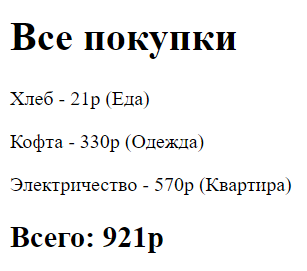 Все покупки
Хлеб - 21р (Еда)
Кофта - 330р (Одежда)
Электричество - 570р (Квартира)
Всего: 921р